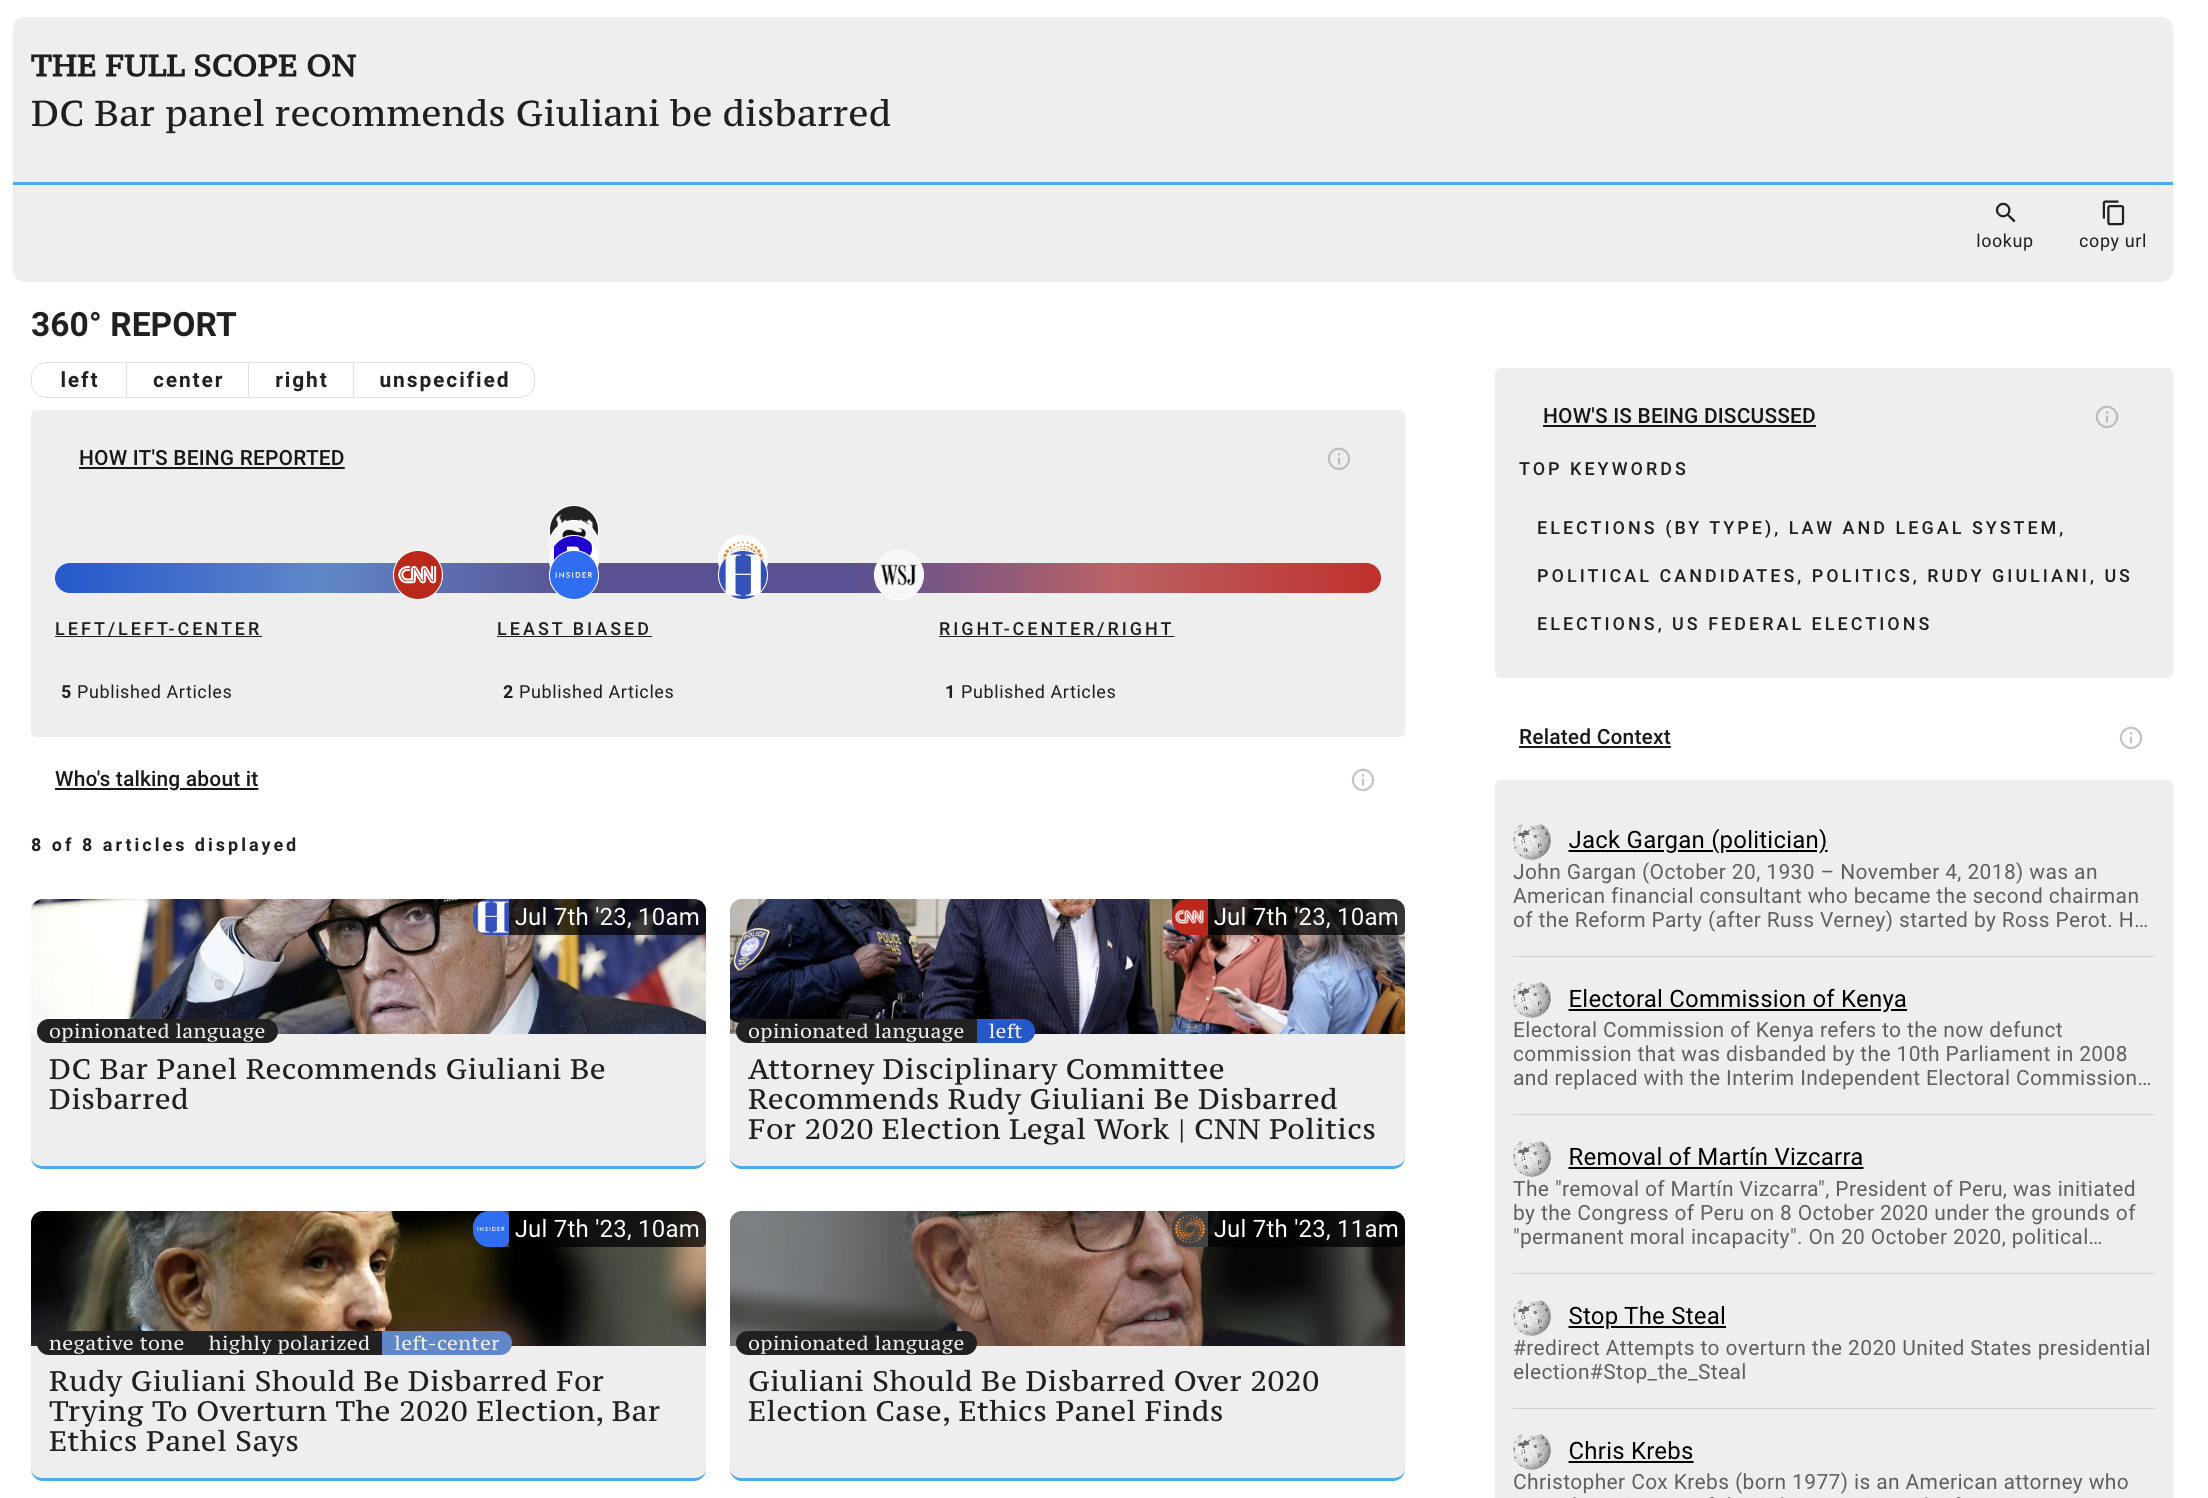 THE FULL SCOPE ON
DC Bar panel recommends Giuliani be disbarred
lookup
copy url
360° REPORT
left
center
right
unspecified
HOW IT'S BEING REPORTED
CNN
INSIDER
H
WSJ
LEFT/LEFT-CENTER
LEAST BIASED
RIGHT-CENTER/RIGHT
5 Published Articles
2 Published Articles
1 Published Articles
Who's talking about it
8 of 8 articles displayed
H
Jul 7th '23, 10am
opinionated language
DC Bar Panel Recommends Giuliani Be
Disbarred
POLICE
POLICE
DHS
CNN
Jul 7th '23, 10am
opinionated language
left
Attorney Disciplinary Committee
Recommends Rudy Giuliani Be Disbarred
For 2020 Election Legal Work | CNN Politics
INSIDER
Jul 7th '23, 10am
negative tone
highly polarized
left-center
Rudy Giuliani Should Be Disbarred For
Trying To Overturn The 2020 Election, Bar
Ethics Panel Says
Jul 7th '23, 11am
opinionated language
Giuliani Should Be Disbarred Over 2020
Election Case, Ethics Panel Finds
HOW'S IS BEING DISCUSSED
TOP KEYWORDS
ELECTIONS (BY TYPE), LAW AND LEGAL SYSTEM,
POLITICAL CANDIDATES, POLITICS, RUDY GIULIANI, US
ELECTIONS, US FEDERAL ELECTIONS
Related Context
Jack Gargan (politician)
John Gargan (October 20, 1930 – November 4, 2018) was an
American financial consultant who became the second chairman
of the Reform Party (after Russ Verney) started by Ross Perot. H…
Electoral Commission of Kenya
Electoral Commission of Kenya refers to the now defunct
commission that was disbanded by the 10th Parliament in 2008
and replaced with the Interim Independent Electoral Commission…
Removal of Martín Vizcarra
The "removal of Martín Vizcarra", President of Peru, was initiated
by the Congress of Peru on 8 October 2020 under the grounds of
"permanent moral incapacity". On 20 October 2020, political…
Stop The Steal
#redirect Attempts to overturn the 2020 United States presidential
election#Stop_the_Steal
Chris Krebs
Christopher Cox Krebs (born 1977) is an American attorney who